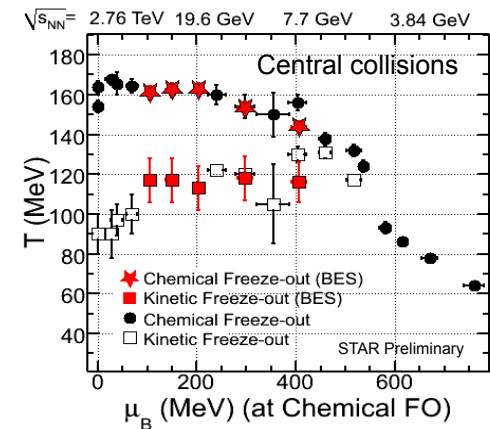 √sNN= 2.76 TeV 19.6 GeV 7.7 GeV 3.84 GeV
Central collisions
180
160
140
120
100
80
60
40
T (MeV)
Chemical Freeze-out (BES)
Kinetic Freeze-out (BES)
Chemical Freeze-out
Kinetic Freeze-out
STAR Preliminary
0 200 400 600
μB (MeV) (at Chemical FO)